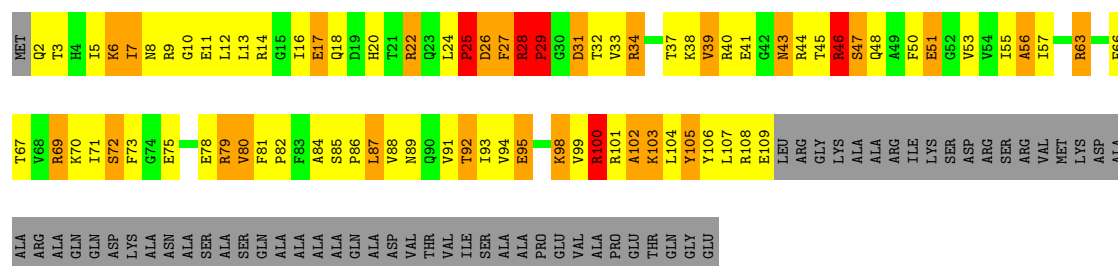 MET Q2 T3 H4 I5 K6 I7 N8 R9 G10 E11 L12 L13 R14 G15 I16 E17 Q18 D19 H20 T21 R22 Q23 L24 P25 D26 F27 R28 P29 G30 D31 T32 V33 R34 T37 K38 V39 R40 E41 G42 N43 R44 T45 R46 S47 Q48 A49 F50 E51 G52 V53 V54 I55 A56 I57 R63 E66
T67 V68 R69 K70 I71 S72 F73 G74 E75 E78 R79 V80 F81 P82 F83 A84 S85 P86 L87 V88 N89 Q90 V91 T92 I93 V94 E95 K98 V99 R100 R101 A102 K103 L104 Y105 Y106 L107 R108 E109 LEU ARG GLY LYS ALA ALA ARG ILE LYS SER ASP ARG SER ARG VAL MET LYS ASP ALA
ALA ARG ALA GLN GLN ASP LYS ALA ASN ALA SER ALA SER GLN ALA ALA ALA ALA GLN ALA ASP VAL THR VAL ILE SER ALA ALA PRO GLU VAL ALA PRO GLU THR GLN GLY GLU